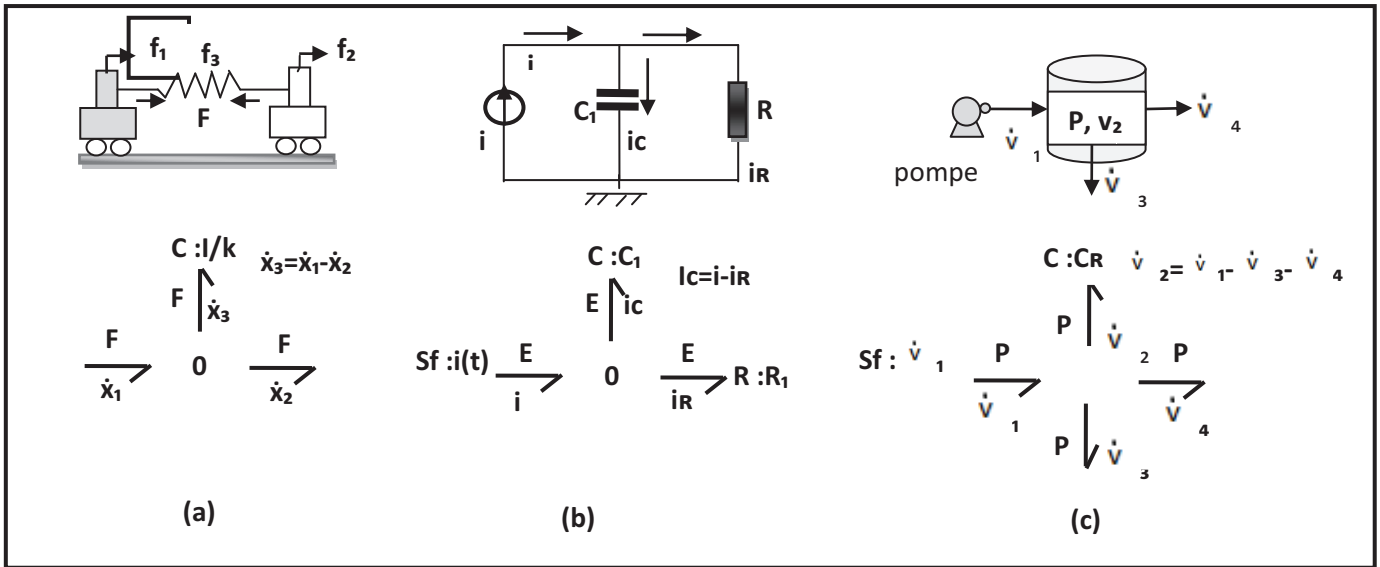 f₁ f₃ f₂
F
i
C₁ R
i ic iR
P, v₂ v̇ ₄
v̇ ₁
pompe v̇ ₃
C :I/k ẋ₃=ẋ₁-ẋ₂
F ẋ₃
F 0 F
ẋ₁ ẋ₂
(a)
C :C₁ Ic=i-iR
E ic
Sf :i(t) E 0 E R :R₁
i iR
(b)
C :CR v̇ ₂= v̇ ₁- v̇ ₃- v̇ ₄
P v̇ ₂
Sf : v̇ ₁ P P
v̇ ₁ v̇ ₄
P v̇ ₃
(c)